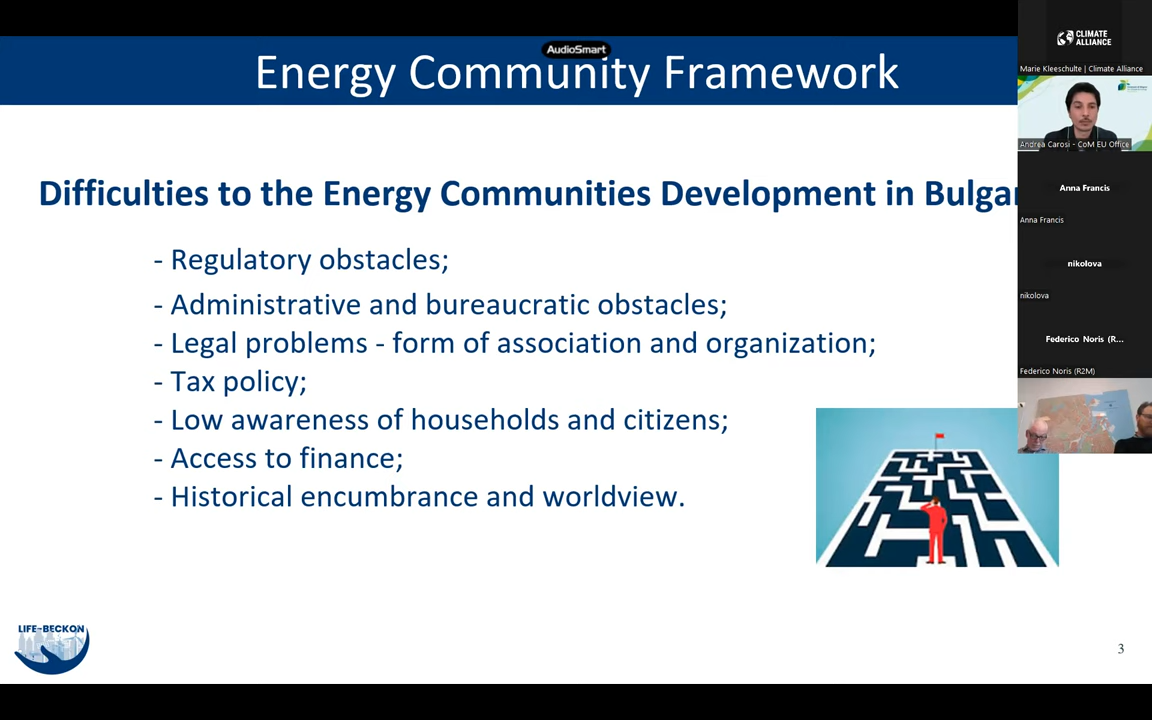 AudioSmart
Energy Community Framework
Difficulties to the Energy Communities Development in Bulgar
- Regulatory obstacles;
- Administrative and bureaucratic obstacles;
- Legal problems - form of association and organization;
- Tax policy;
- Low awareness of households and citizens;
- Access to finance;
- Historical encumbrance and worldview.
LIFE-BECKON
3
CLIMATE
ALLIANCE
Marie Kleeschulte | Climate Alliance
Andrea Carosi - CoM EU Office
Anna Francis
Anna Francis
nikolova
nikolova
Federico Noris (R...
Federico Noris (R2M)